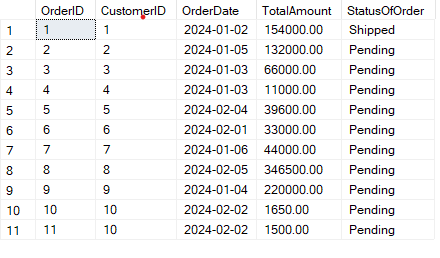 OrderID CustomerID OrderDate TotalAmount StatusOfOrder
1 1 1 2024-01-02 154000.00 Shipped
2 2 2 2024-01-05 132000.00 Pending
3 3 3 2024-01-03 66000.00 Pending
4 4 4 2024-01-03 11000.00 Pending
5 5 5 2024-02-04 39600.00 Pending
6 6 6 2024-02-01 33000.00 Pending
7 7 7 2024-01-06 44000.00 Pending
8 8 8 2024-02-05 346500.00 Pending
9 9 9 2024-01-04 220000.00 Pending
10 10 10 2024-02-02 1650.00 Pending
11 11 10 2024-02-02 1500.00 Pending